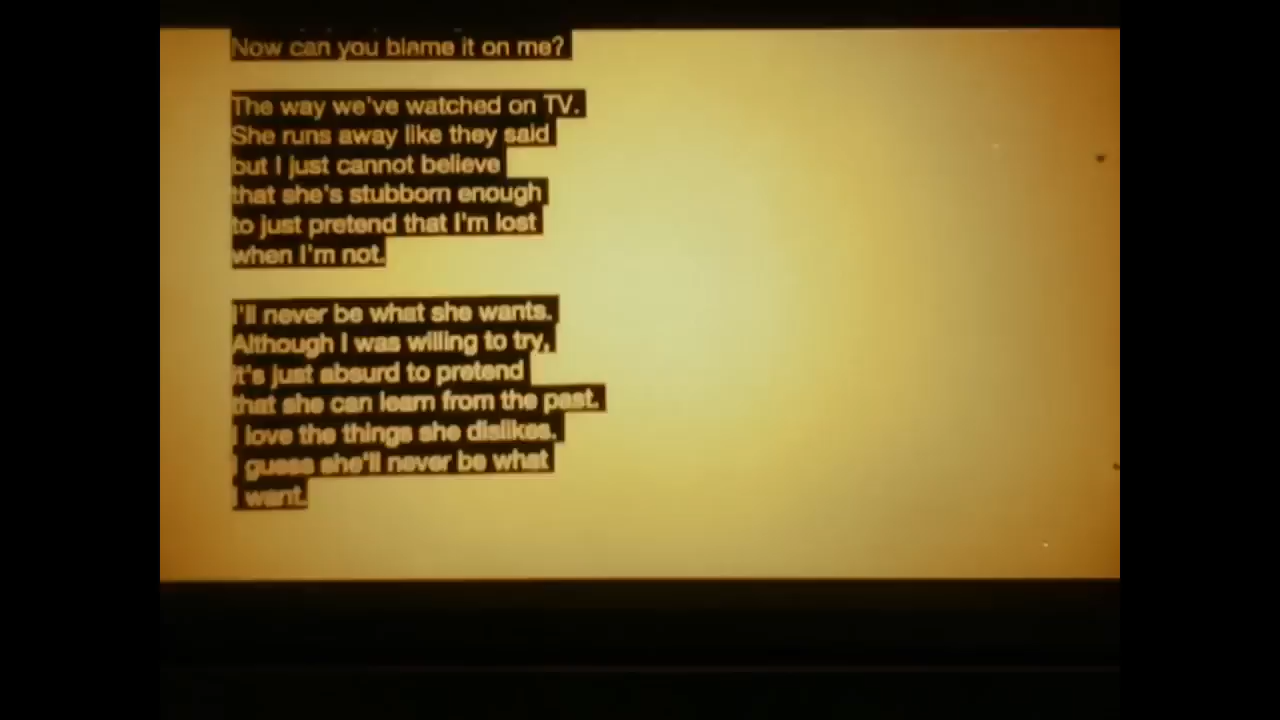 Now can you blame it on me?
The way we've watched on TV.
She runs away like they said
but I just cannot believe
that she's stubborn enough
to just pretend that I'm lost
when I'm not.
I'll never be what she wants.
Although I was willing to try,
it's just absurd to pretend
that she can learn from the past.
I love the things she dislikes.
I guess she'll never be what
I want.